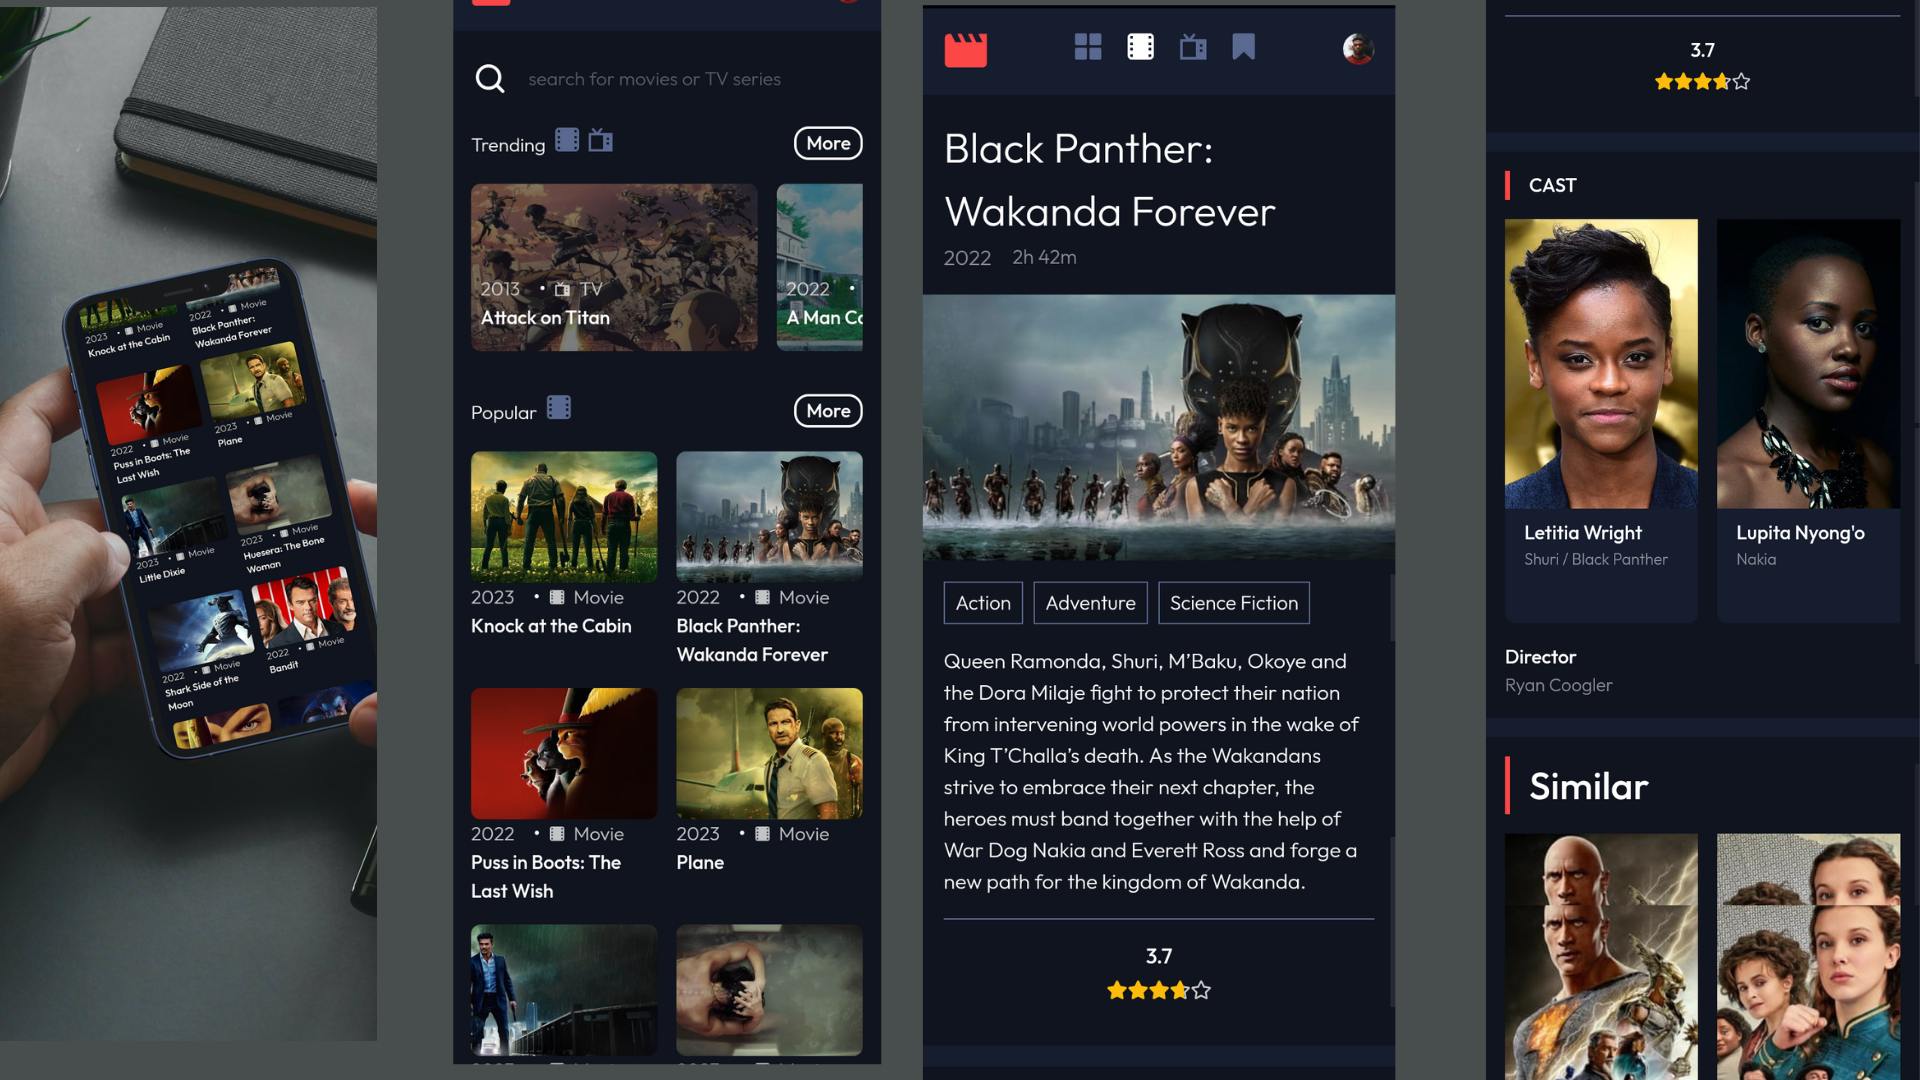 2023 • Movie
Knock at the Cabin
2022 • Movie
Black Panther:
Wakanda Forever
2022 • Movie
Puss in Boots: The
Last Wish
2023 • Movie
Plane
2023 • Movie
Little Dixie
2023 • Movie
Huesera: The Bone
Woman
2022 • Movie
Shark Side of the
Moon
2022 • Movie
Bandit
search for movies or TV series
Trending
More
2013 • TV
Attack on Titan
2022 •
A Man Ca
Popular
More
2023 • Movie
Knock at the Cabin
2022 • Movie
Black Panther:
Wakanda Forever
2022 • Movie
Puss in Boots: The
Last Wish
2023 • Movie
Plane
Black Panther:
Wakanda Forever
2022 2h 42m
Action Adventure Science Fiction
Queen Ramonda, Shuri, M’Baku, Okoye and
the Dora Milaje fight to protect their nation
from intervening world powers in the wake of
King T’Challa’s death. As the Wakandans
strive to embrace their next chapter, the
heroes must band together with the help of
War Dog Nakia and Everett Ross and forge a
new path for the kingdom of Wakanda.
3.7
3.7
CAST
Letitia Wright
Shuri / Black Panther
Lupita Nyong'o
Nakia
Director
Ryan Coogler
Similar